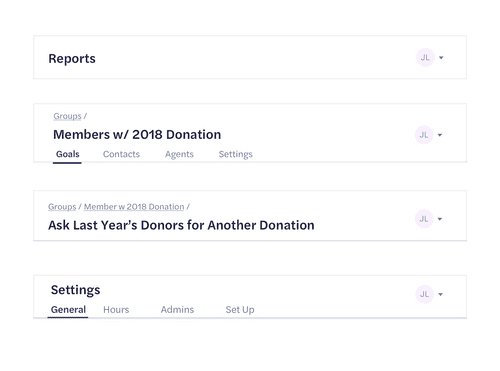 Reports
JL
Groups /
Members w/ 2018 Donation
JL
Goals Contacts Agents Settings
Groups / Member w 2018 Donation /
Ask Last Year’s Donors for Another Donation
JL
Settings
JL
General Hours Admins Set Up